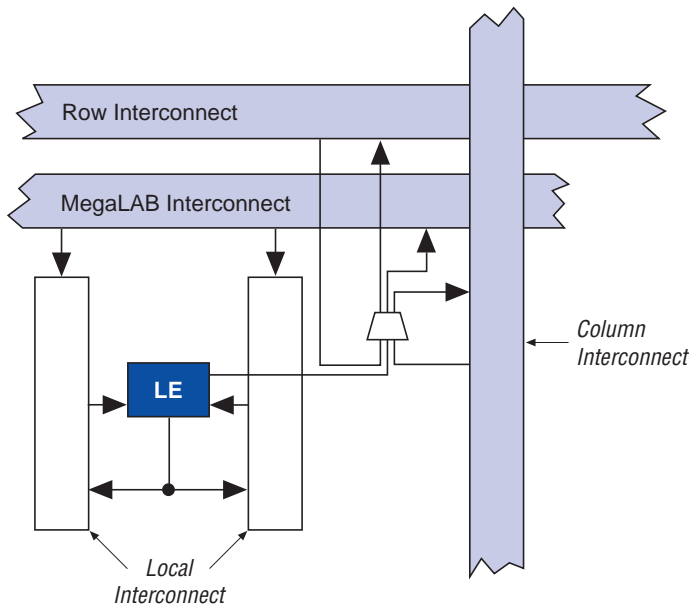 Row Interconnect
MegaLAB Interconnect
Column
Interconnect
LE
Local
Interconnect